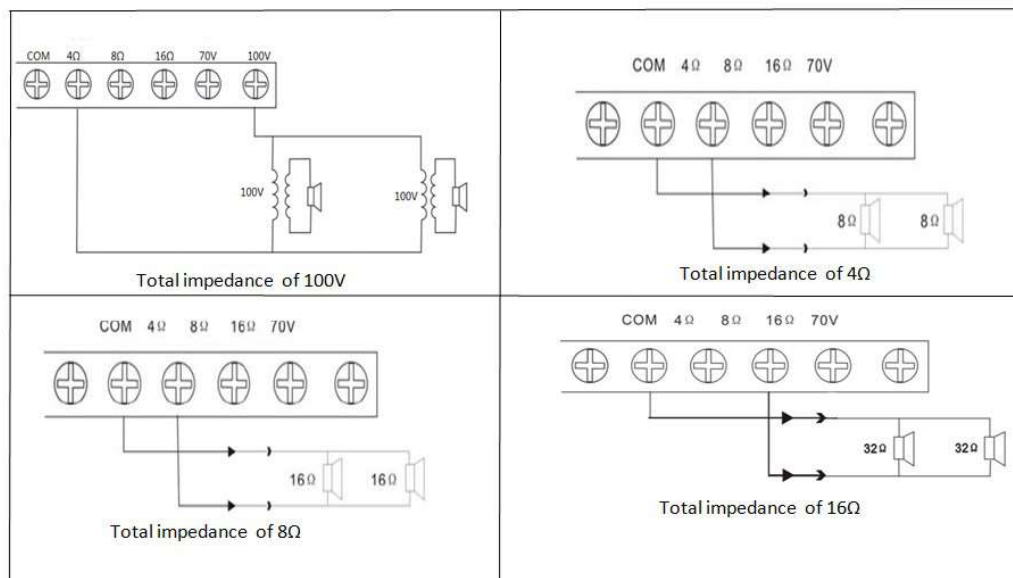 COM 4Ω 8Ω 16Ω 70V 100V
100V 100V
Total impedance of 100V
COM 4Ω 8Ω 16Ω 70V
8Ω 8Ω
Total impedance of 4Ω
COM 4Ω 8Ω 16Ω 70V
16Ω 16Ω
Total impedance of 8Ω
COM 4Ω 8Ω 16Ω 70V
32Ω 32Ω
Total impedance of 16Ω